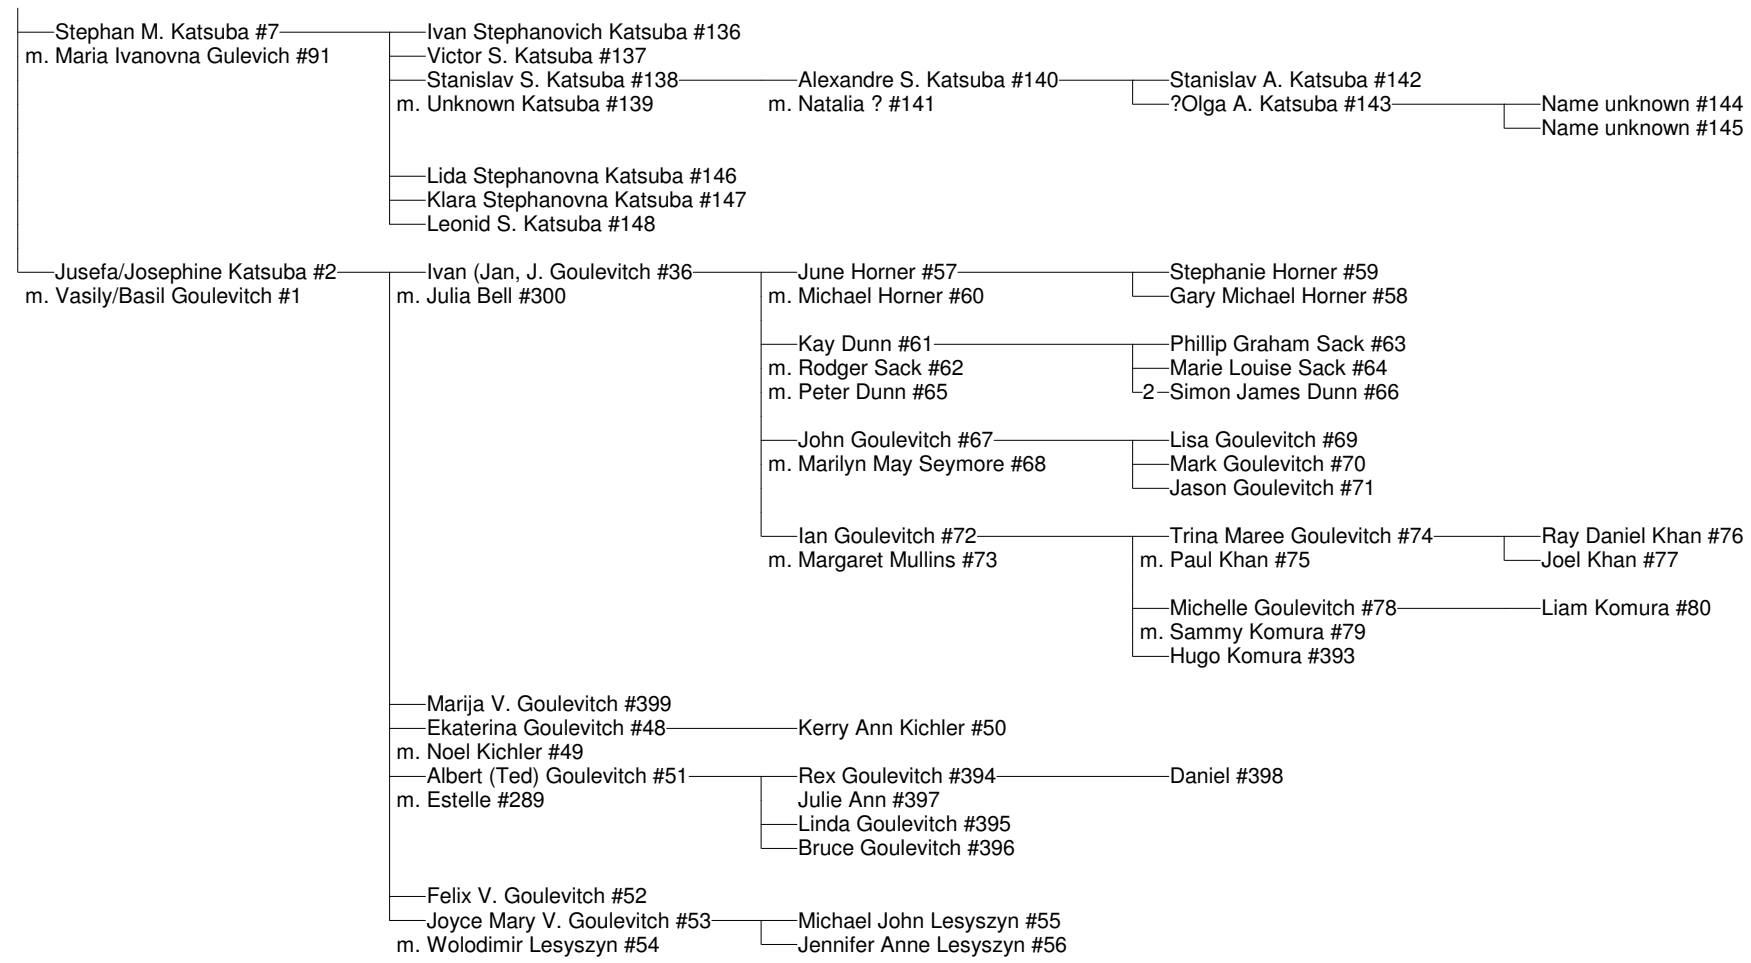 Stephan M. Katsuba #7 Ivan Stephanovich Katsuba #136
m. Maria Ivanovna Gulevich #91 Victor S. Katsuba #137
Stanislav S. Katsuba #138 Alexandre S. Katsuba #140 Stanislav A. Katsuba #142
m. Unknown Katsuba #139 m. Natalia ? #141 ?Olga A. Katsuba #143 Name unknown #144
Name unknown #145
Lida Stephanovna Katsuba #146
Klara Stephanovna Katsuba #147
Leonid S. Katsuba #148
Jusefa/Josephine Katsuba #2 Ivan (Jan, J. Goulevitch #36 June Horner #57 Stephanie Horner #59
m. Vasily/Basil Goulevitch #1 m. Julia Bell #300 m. Michael Horner #60 Gary Michael Horner #58
Kay Dunn #61 Phillip Graham Sack #63
m. Rodger Sack #62 Marie Louise Sack #64
m. Peter Dunn #65 2 Simon James Dunn #66
John Goulevitch #67 Lisa Goulevitch #69
m. Marilyn May Seymore #68 Mark Goulevitch #70
Jason Goulevitch #71
Ian Goulevitch #72 Trina Maree Goulevitch #74 Ray Daniel Khan #76
m. Margaret Mullins #73 m. Paul Khan #75 Joel Khan #77
Michelle Goulevitch #78 Liam Komura #80
m. Sammy Komura #79
Hugo Komura #393
Marija V. Goulevitch #399
Ekaterina Goulevitch #48 Kerry Ann Kichler #50
m. Noel Kichler #49
Albert (Ted) Goulevitch #51 Rex Goulevitch #394 Daniel #398
m. Estelle #289 Julie Ann #397
Linda Goulevitch #395
Bruce Goulevitch #396
Felix V. Goulevitch #52
Joyce Mary V. Goulevitch #53 Michael John Lesyszyn #55
m. Wolodimir Lesyszyn #54 Jennifer Anne Lesyszyn #56